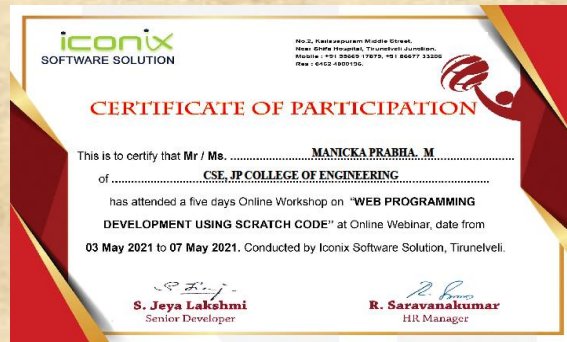 iconix
SOFTWARE SOLUTION
No.2, Kailasapuram Middle Street,
Near Shifa Hospital, Tirunelveli Junction.
CERTIFICATE OF PARTICIPATION
This is to certify that Mr / Ms. MANICKA PRABHA. M
of CSE, JP COLLEGE OF ENGINEERING
has attended a five days Online Workshop on "WEB PROGRAMMING
DEVELOPMENT USING SCRATCH CODE" at Online Webinar, date from
03 May 2021 to 07 May 2021. Conducted by Iconix Software Solution, Tirunelveli.
S. Jeya Lakshmi
Senior Developer
R. Saravanakumar
HR Manager